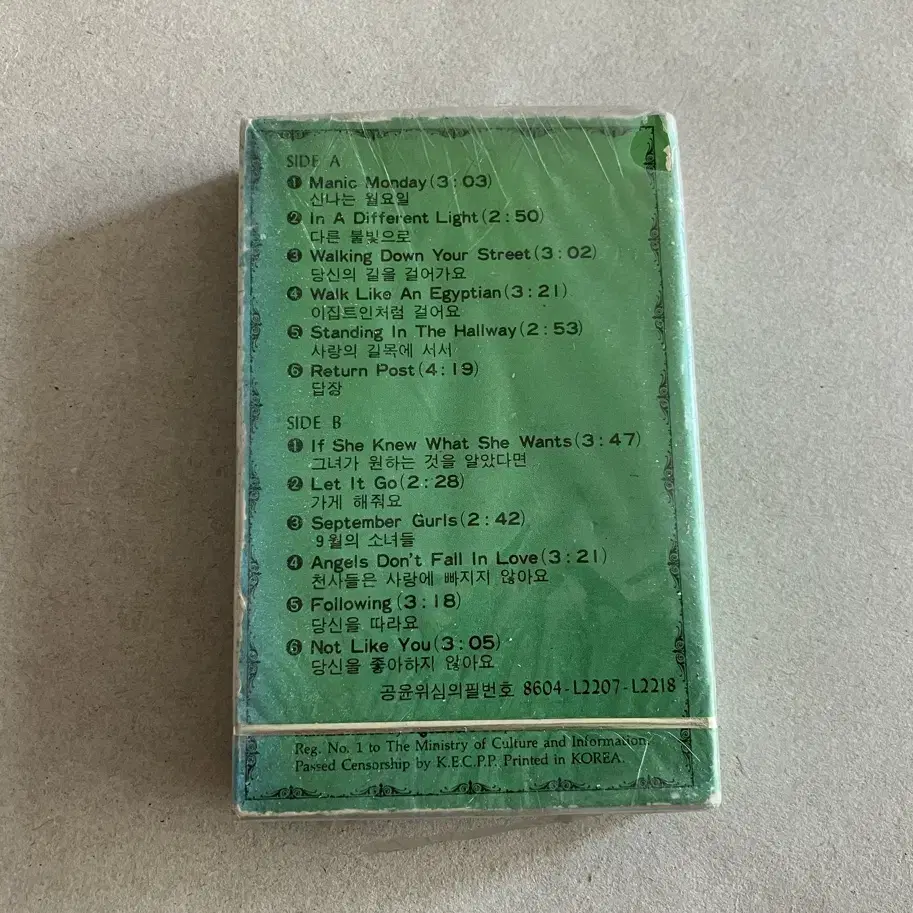 SIDE A
❶ Manic Monday(3:03)
신나는 월요일
❷ In A Different Light(2:50)
다른 불빛으로
❸ Walking Down Your Street(3:02)
당신의 길을 걸어가요
❹ Walk Like An Egyptian(3:21)
이집트인처럼 걸어요
❺ Standing In The Hallway(2:53)
사랑의 길목에 서서
❻ Return Post(4:19)
답장
SIDE B
❶ If She Knew What She Wants(3:47)
그녀가 원하는 것을 알았다면
❷ Let It Go(2:28)
가게 해줘요
❸ September Gurls(2:42)
9월의 소녀들
❹ Angels Don't Fall In Love(3:21)
천사들은 사랑에 빠지지 않아요
❺ Following(3:18)
당신을 따라요
❻ Not Like You(3:05)
당신을 좋아하지 않아요
공윤위심의필번호 8604-L2207-L2218
Reg. No. 1 to The Ministry of Culture and Information.
Passed Censorship by K.E.C.P.P. Printed in KOREA.